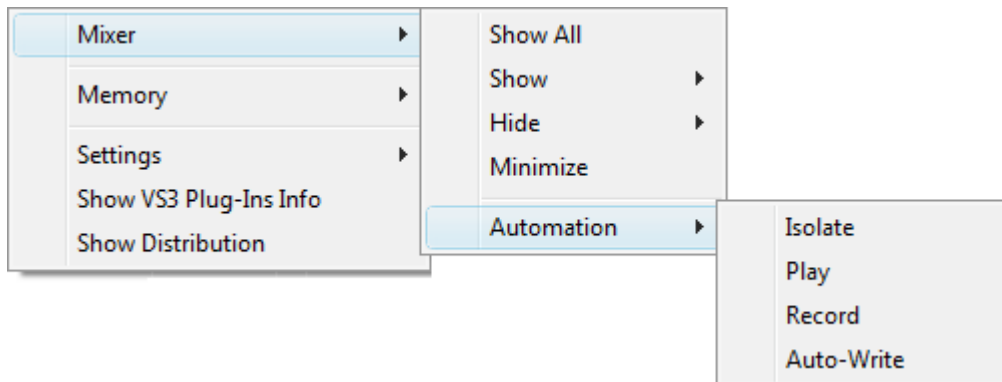 Mixer
Memory
Settings
Show VS3 Plug-Ins Info
Show Distribution
Show All
Show
Hide
Minimize
Automation
Isolate
Play
Record
Auto-Write